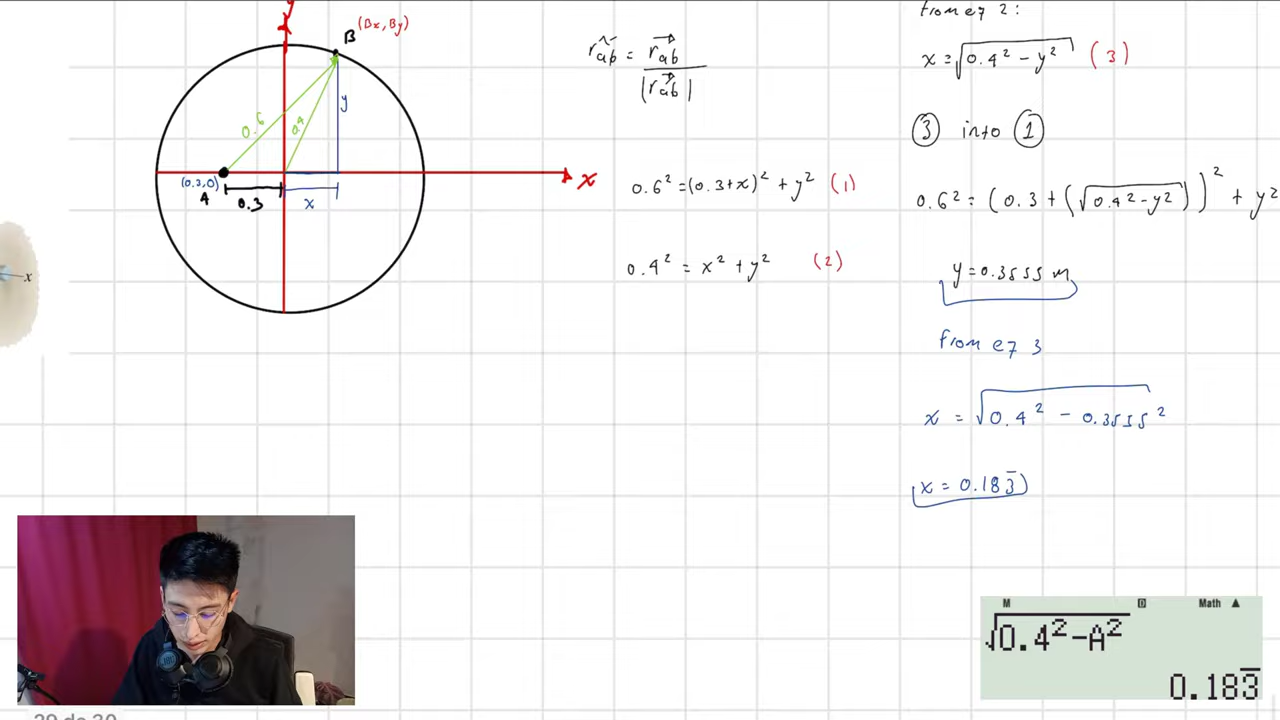 y
B (Bx, By)
0.6
0.4
y
(0.3,0)
A
0.3
x
x
x
r̂ab = r⃗ab / |r⃗ab|
0.6² = (0.3+x)² + y² (1)
0.4² = x² + y² (2)
From eq 2:
x = √0.4² - y² (3)
③ into ①
0.6² = (0.3 + (√0.4² - y²))² + y²
y = 0.3555 m
From eq 3
x = √0.4² - 0.3555²
x = 0.183̅
M D Math ▲
√0.4²-A²
0.183̅
29 de 30